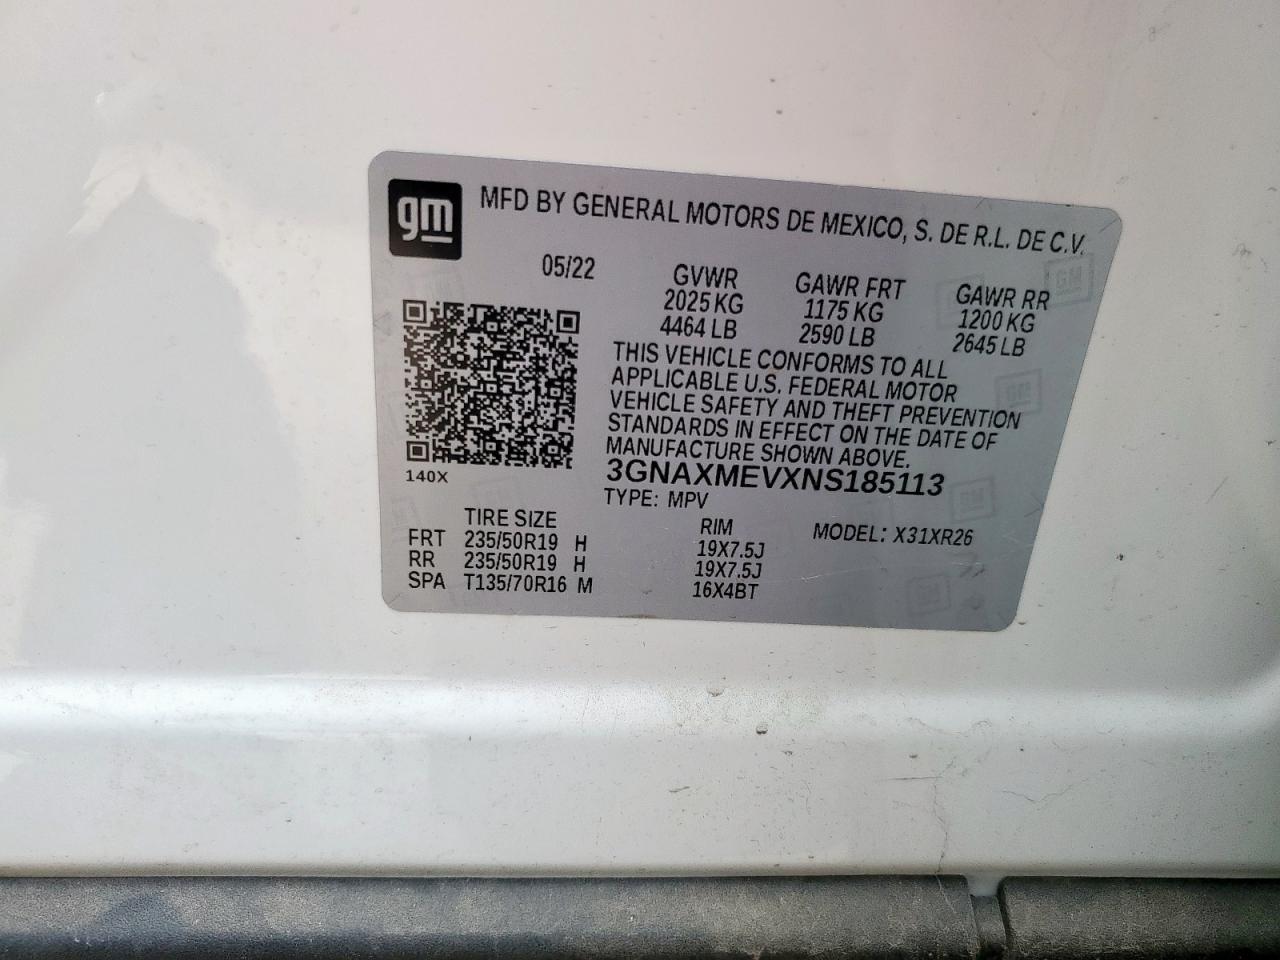 gm
MFD BY GENERAL MOTORS DE MEXICO, S. DE R.L. DE C.V.
05/22
GVWR GAWR FRT GAWR RR
2025 KG 1175 KG 1200 KG
4464 LB 2590 LB 2645 LB
THIS VEHICLE CONFORMS TO ALL
APPLICABLE U.S. FEDERAL MOTOR
VEHICLE SAFETY AND THEFT PREVENTION
STANDARDS IN EFFECT ON THE DATE OF
MANUFACTURE SHOWN ABOVE.
140X
3GNAXMEVXNS185113
TYPE: MPV
TIRE SIZE RIM MODEL: X31XR26
FRT 235/50R19 H 19X7.5J
RR 235/50R19 H 19X7.5J
SPA T135/70R16 M 16X4BT